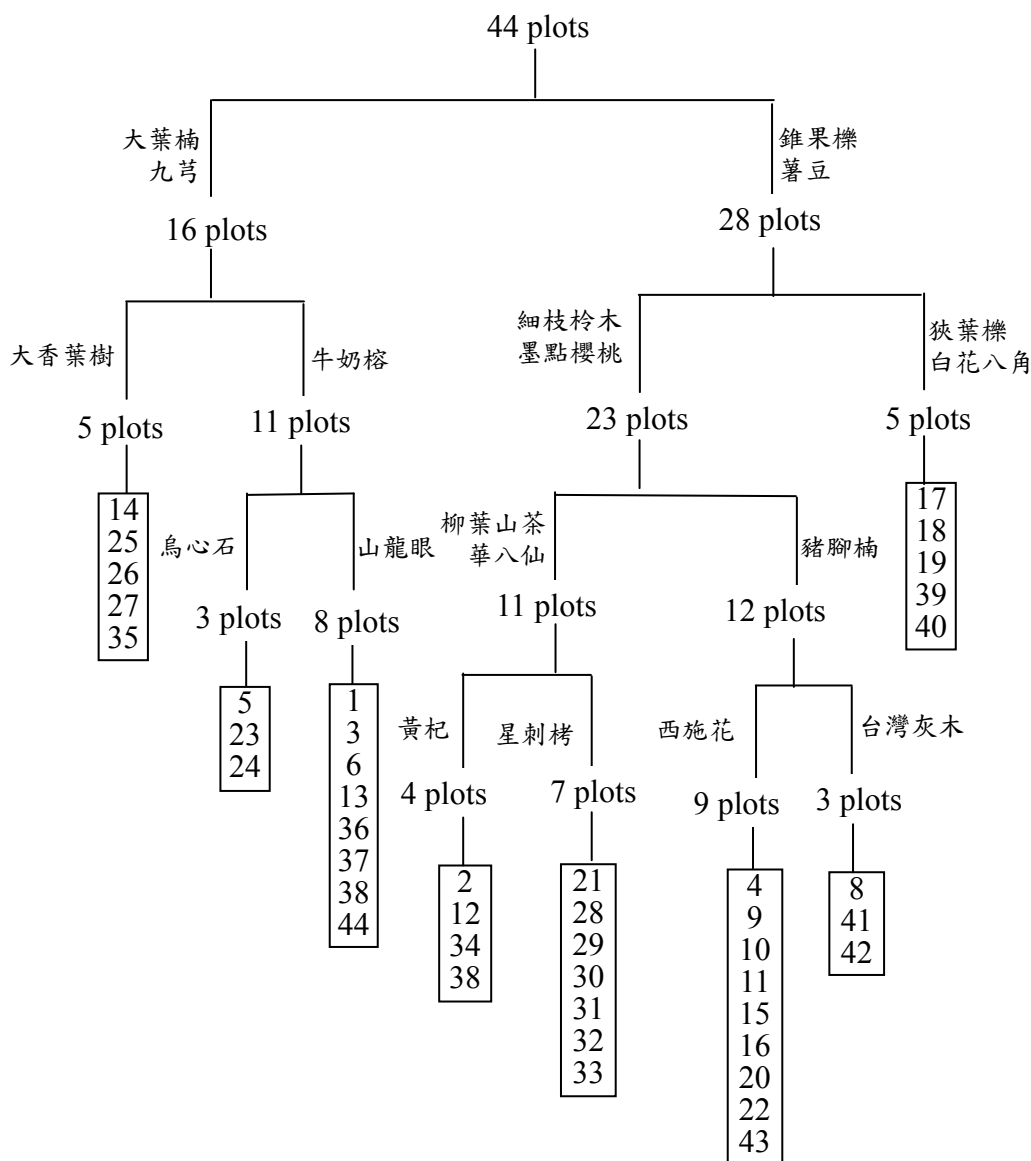 44 plots
大葉楠
九芎
錐果櫟
薯豆
16 plots
28 plots
大香葉樹
牛奶榕
細枝柃木
墨點櫻桃
狹葉櫟
白花八角
5 plots
11 plots
23 plots
5 plots
14
25
26
27
35
烏心石
山龍眼
柳葉山茶
華八仙
豬腳楠
17
18
19
39
40
3 plots
8 plots
11 plots
12 plots
5
23
24
1
3
6
13
36
37
38
44
黃杞
星刺栲
西施花
台灣灰木
4 plots
7 plots
9 plots
3 plots
2
12
34
38
21
28
29
30
31
32
33
4
9
10
11
15
16
20
22
43
8
41
42